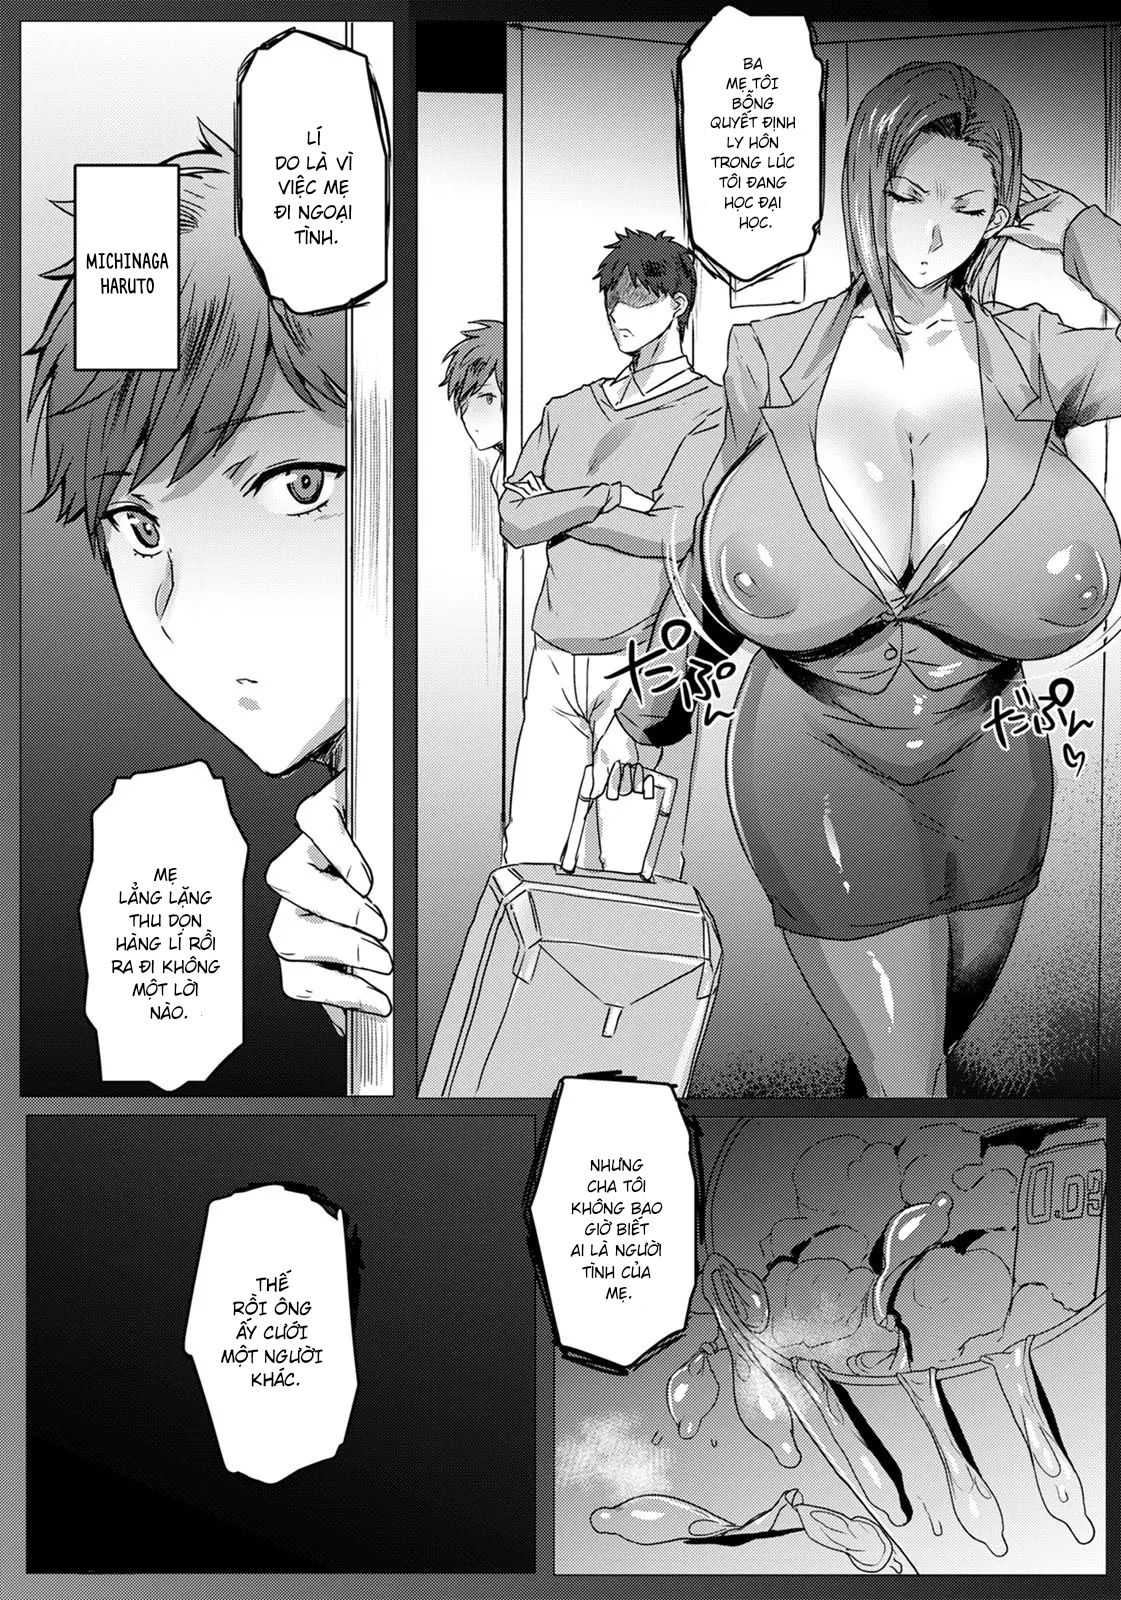 BA
MẸ TÔI
BỖNG
QUYẾT ĐỊNH
LY HÔN
TRONG LÚC
TÔI ĐANG
HỌC ĐẠI
HỌC.
LÍ
DO LÀ VÌ
VIỆC MẸ
ĐI NGOẠI
TÌNH.
MICHINAGA
HARUTO
たぷん
だぷん♡
MẸ
LẲNG LẶNG
THU DỌN
HÀNG LÍ RỒI
RA ĐI KHÔNG
MỘT LỜI
NÀO.
NHƯNG
CHA TÔI
KHÔNG BAO
GIỜ BIẾT
AI LÀ NGƯỜI
TÌNH CỦA
MẸ.
0.03
THẾ
RỒI ÔNG
ẤY CƯỚI
MỘT NGƯỜI
KHÁC.